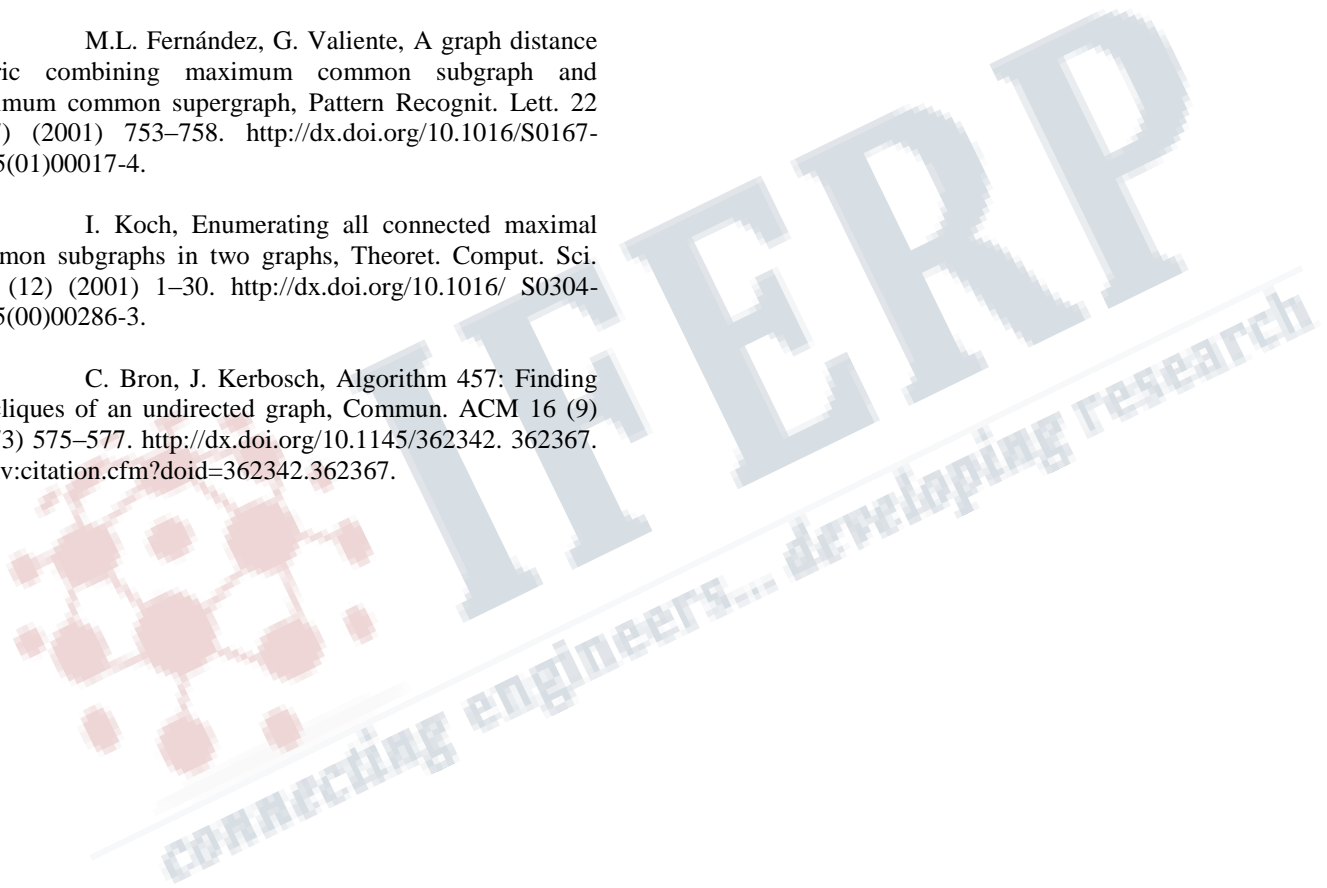 M.L. Fernández, G. Valiente, A graph distance
ric combining maximum common subgraph and
imum common supergraph, Pattern Recognit. Lett. 22
) (2001) 753–758. http://dx.doi.org/10.1016/S0167-
5(01)00017-4.
I. Koch, Enumerating all connected maximal
mon subgraphs in two graphs, Theoret. Comput. Sci.
(12) (2001) 1–30. http://dx.doi.org/10.1016/ S0304-
5(00)00286-3.
C. Bron, J. Kerbosch, Algorithm 457: Finding
cliques of an undirected graph, Commun. ACM 16 (9)
3) 575–577. http://dx.doi.org/10.1145/362342. 362367.
v:citation.cfm?doid=362342.362367.
IFERP
connecting engineers... developing research